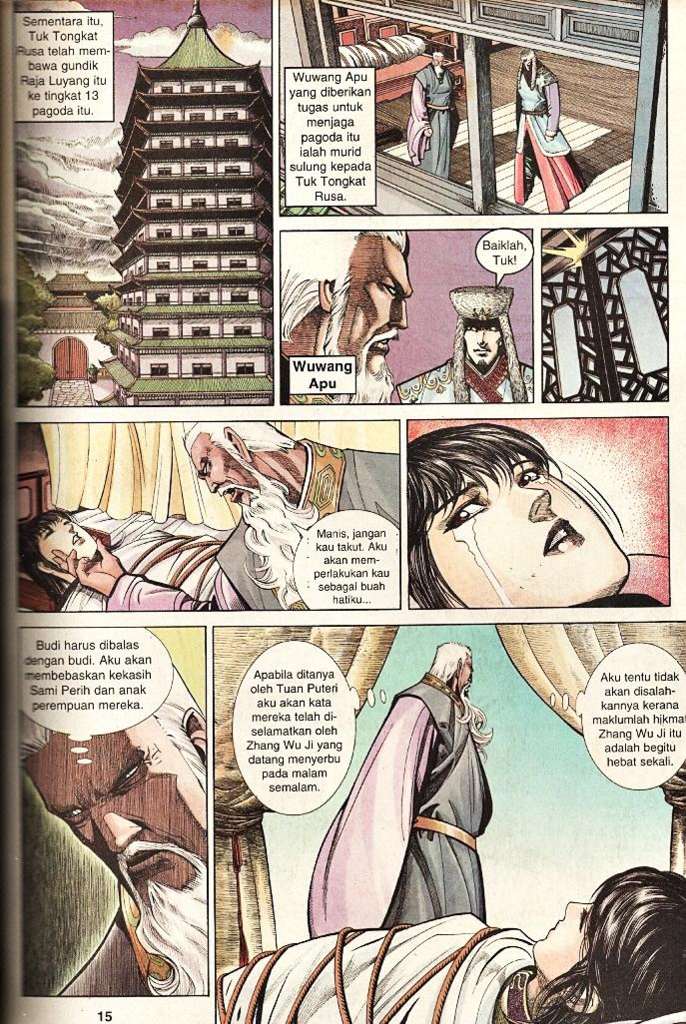 Sementara itu,
Tuk Tongkat
Rusa telah mem-
bawa gundik
Raja Luyang itu
ke tingkat 13
pagoda itu.
Wuwang Apu
yang diberikan
tugas untuk
menjaga
pagoda itu
ialah murid
sulung kepada
Tuk Tongkat
Rusa.
Baiklah,
Tuk!
Wuwang
Apu
Manis, jangan
kau takut. Aku
akan mem-
perlakukan kau
sebagai buah
hatiku...
Budi harus dibalas
dengan budi. Aku akan
membebaskan kekasih
Sami Perih dan anak
perempuan mereka.
Apabila ditanya
oleh Tuan Puteri
aku akan kata
mereka telah di-
selamatkan oleh
Zhang Wu Ji yang
datang menyerbu
pada malam
semalam.
Aku tentu tidak
akan disalah-
kannya kerana
maklumlah hikmat
Zhang Wu Ji itu
adalah begitu
hebat sekali.
15